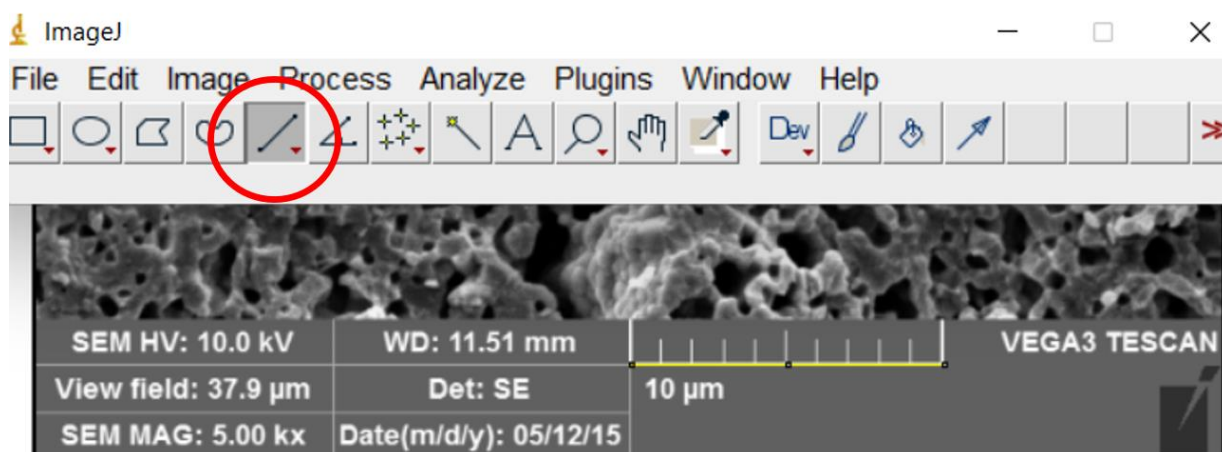 ImageJ
File Edit Image Process Analyze Plugins Window Help
A Dev
SEM HV: 10.0 kV WD: 11.51 mm VEGA3 TESCAN
View field: 37.9 µm Det: SE 10 µm
SEM MAG: 5.00 kx Date(m/d/y): 05/12/15